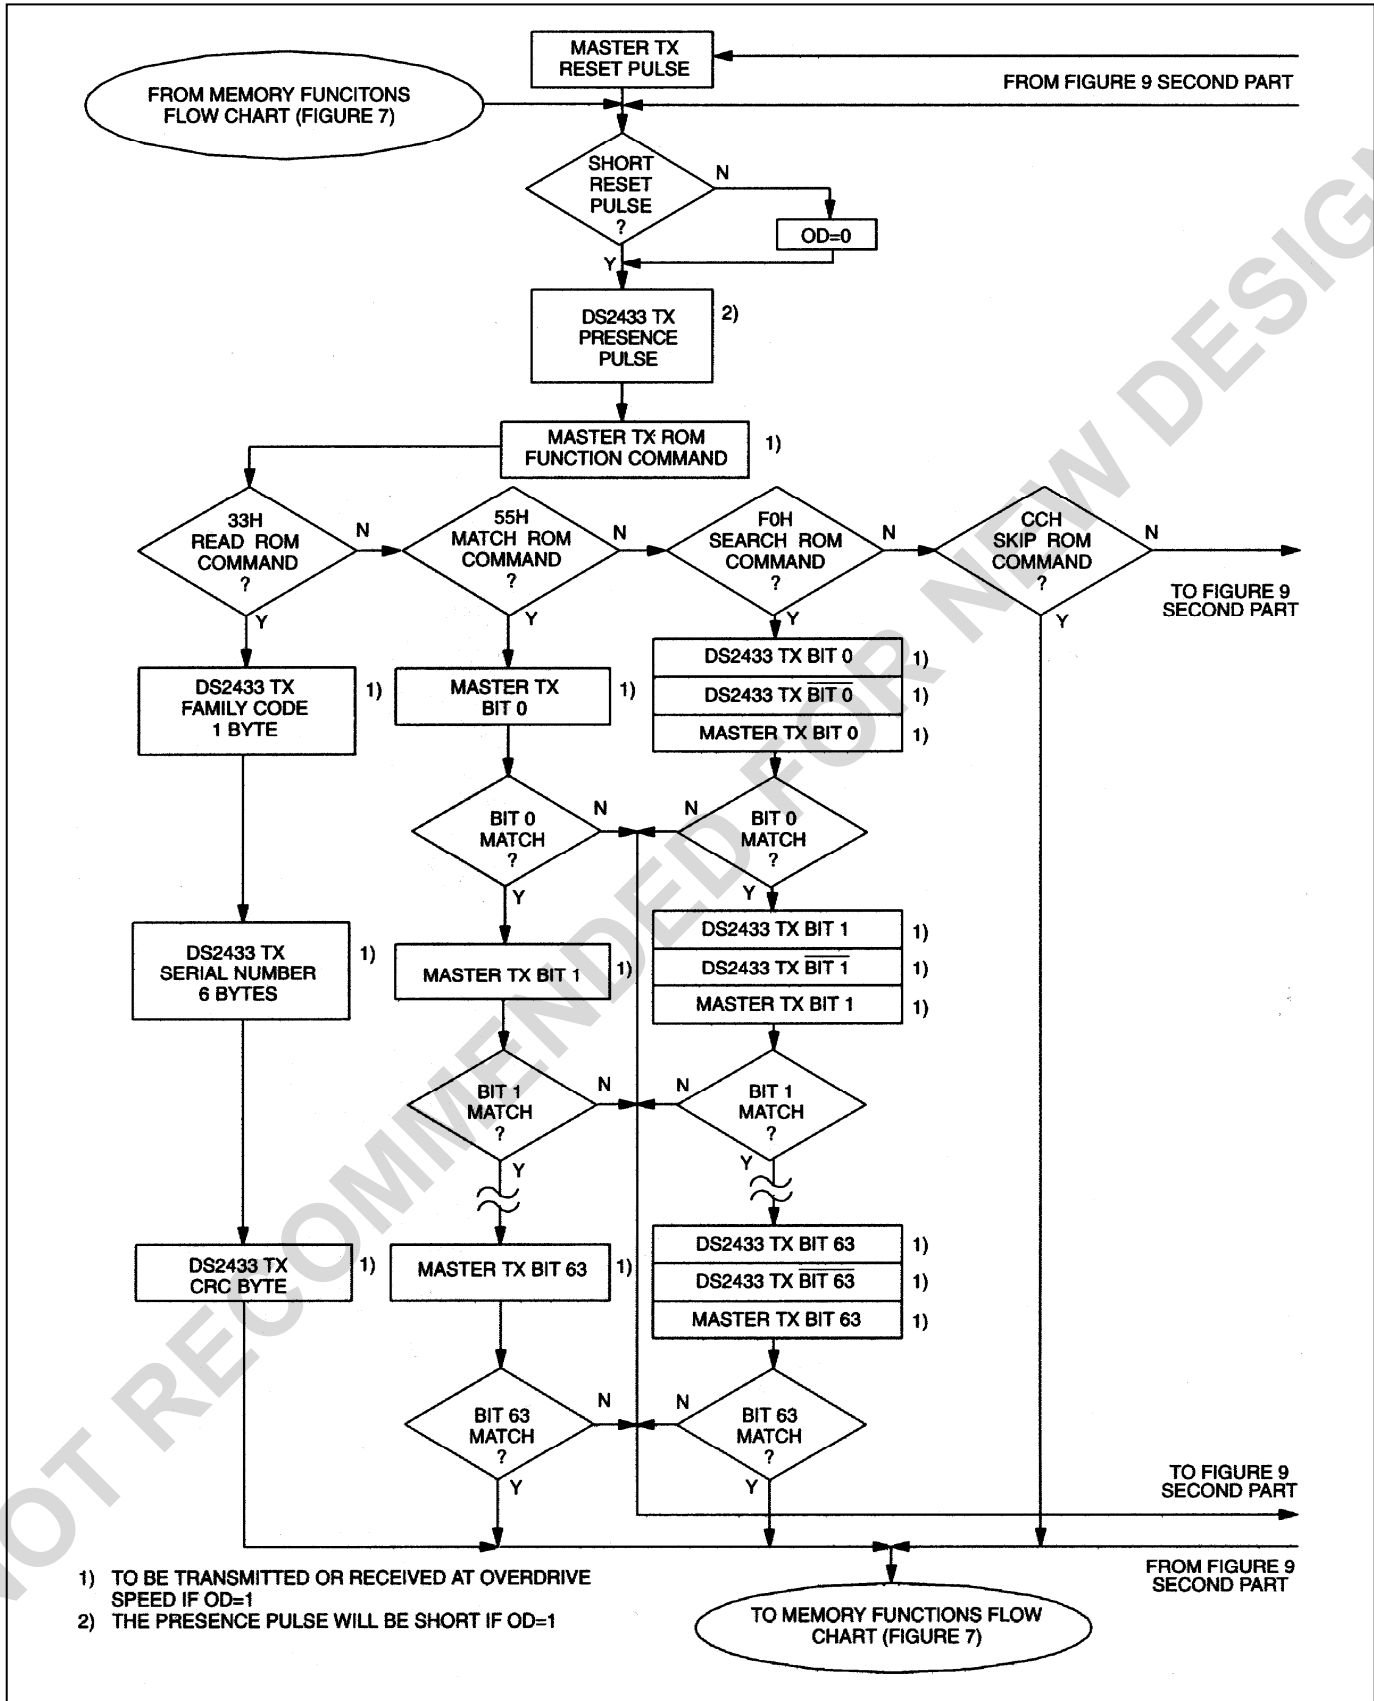 MASTER TX
RESET PULSE
FROM FIGURE 9 SECOND PART
FROM MEMORY FUNCITONS
FLOW CHART (FIGURE 7)
SHORT
RESET
PULSE
?
N
OD=0
Y
DS2433 TX
PRESENCE
PULSE
2)
MASTER TX ROM
FUNCTION COMMAND
1)
33H
READ ROM
COMMAND
?
N
Y
55H
MATCH ROM
COMMAND
?
N
Y
F0H
SEARCH ROM
COMMAND
?
N
Y
CCH
SKIP ROM
COMMAND
?
N
Y
TO FIGURE 9
SECOND PART
DS2433 TX
FAMILY CODE
1 BYTE
1)
MASTER TX
BIT 0
1)
DS2433 TX BIT 0
1)
DS2433 TX B̅I̅T̅ ̅0̅
1)
MASTER TX BIT 0
1)
BIT 0
MATCH
?
N
Y
N
BIT 0
MATCH
?
Y
DS2433 TX
SERIAL NUMBER
6 BYTES
1)
MASTER TX BIT 1
1)
DS2433 TX BIT 1
1)
DS2433 TX B̅I̅T̅ ̅1̅
1)
MASTER TX BIT 1
1)
BIT 1
MATCH
?
N
Y
N
BIT 1
MATCH
?
Y
DS2433 TX
CRC BYTE
1)
MASTER TX BIT 63
1)
DS2433 TX BIT 63
1)
DS2433 TX B̅I̅T̅ ̅6̅3̅
1)
MASTER TX BIT 63
1)
BIT 63
MATCH
?
N
Y
N
BIT 63
MATCH
?
Y
TO FIGURE 9
SECOND PART
FROM FIGURE 9
SECOND PART
TO MEMORY FUNCTIONS FLOW
CHART (FIGURE 7)
1) TO BE TRANSMITTED OR RECEIVED AT OVERDRIVE
SPEED IF OD=1
2) THE PRESENCE PULSE WILL BE SHORT IF OD=1
NOT RECOMMENDED FOR NEW DESIGN